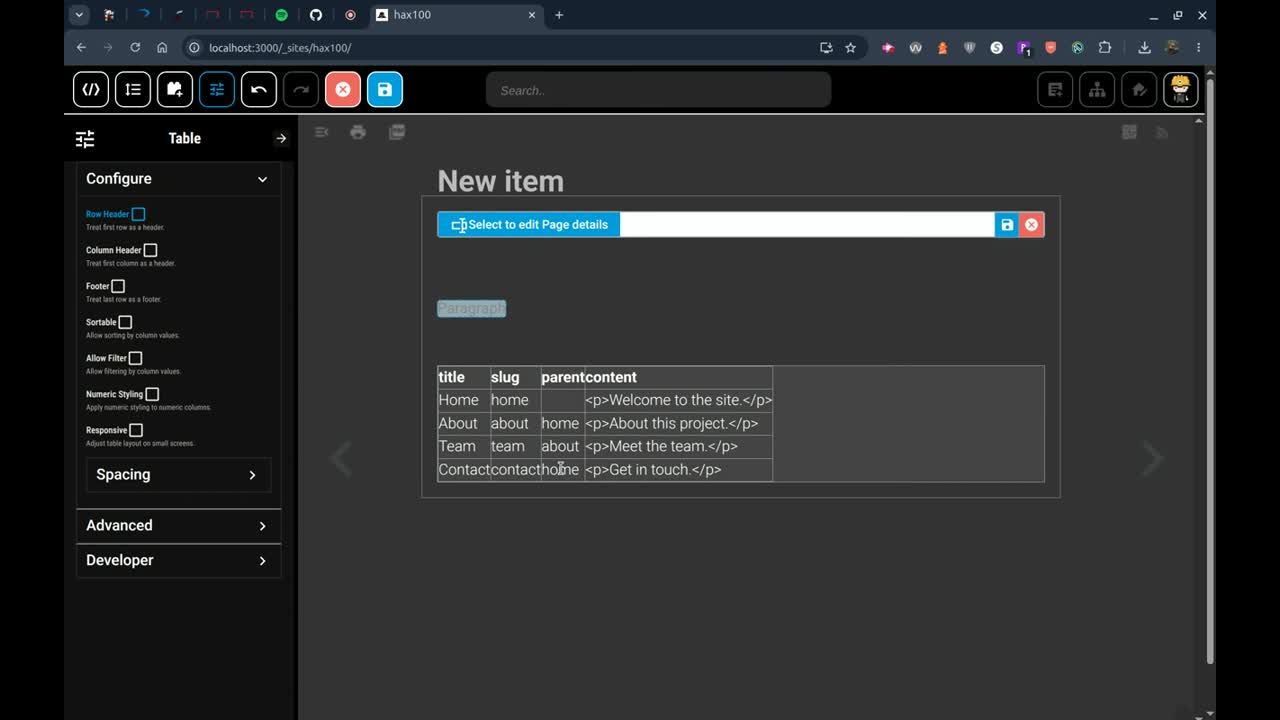 hax100
localhost:3000/_sites/hax100/
1
Search..
Table
Configure
Row Header
Treat first row as a header.
Column Header
Treat first column as a header.
Footer
Treat last row as a footer.
Sortable
Allow sorting by column values.
Allow Filter
Allow filtering by column values.
Numeric Styling
Apply numeric styling to numeric columns.
Responsive
Adjust table layout on small screens.
Spacing
Advanced
Developer
New item
Select to edit Page details
Paragraph
title slug parent content
Home home <p>Welcome to the site.</p>
About about home <p>About this project.</p>
Team team about <p>Meet the team.</p>
Contact contact home <p>Get in touch.</p>